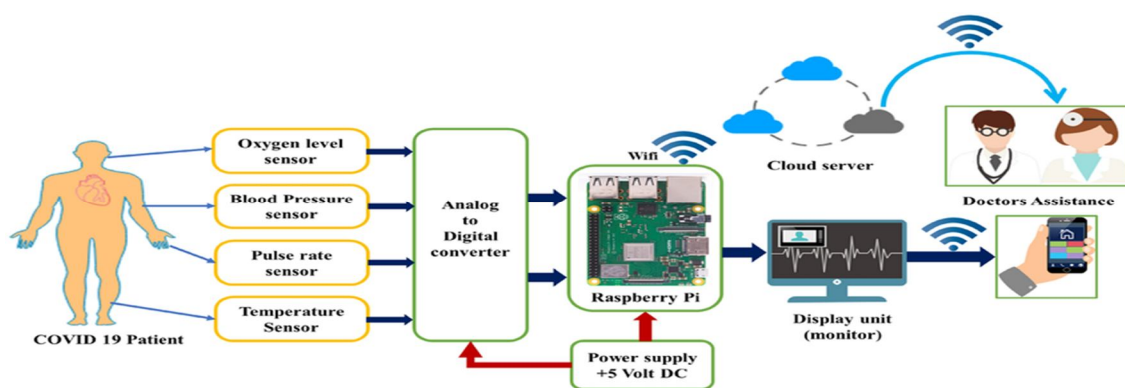 Oxygen level
sensor
Blood Pressure
sensor
Pulse rate
sensor
Temperature
Sensor
COVID 19 Patient
Analog
to
Digital
converter
Wifi
Raspberry Pi
Power supply
+5 Volt DC
Cloud server
Doctors Assistance
Display unit
(monitor)